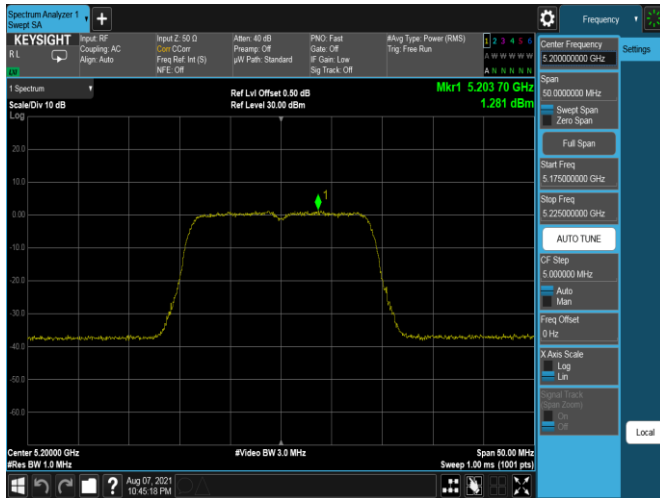 Spectrum Analyzer 1
Swept SA
Frequency
KEYSIGHT
RL
LXI
Input: RF
Coupling: AC
Align: Auto
Input Z: 50 Ω
Corr CCorr
Freq Ref: Int (S)
NFE: Off
Atten: 40 dB
Preamp: Off
µW Path: Standard
PNO: Fast
Gate: Off
IF Gain: Low
Sig Track: Off
#Avg Type: Power (RMS)
Trig: Free Run
1 2 3 4 5 6
A W W W W W
A N N N N N
1 Spectrum
Scale/Div 10 dB
Log
Ref Lvl Offset 0.50 dB
Ref Level 30.00 dBm
Mkr1 5.203 70 GHz
1.281 dBm
1
20.0
10.0
0.00
-10.0
-20.0
-30.0
-40.0
-50.0
-60.0
Center 5.20000 GHz
#Res BW 1.0 MHz
#Video BW 3.0 MHz
Span 50.00 MHz
Sweep 1.00 ms (1001 pts)
Aug 07, 2021
10:45:18 PM
Center Frequency
5.200000000 GHz
Settings
Span
50.0000000 MHz
Swept Span
Zero Span
Full Span
Start Freq
5.175000000 GHz
Stop Freq
5.225000000 GHz
AUTO TUNE
CF Step
5.000000 MHz
Auto
Man
Freq Offset
0 Hz
X Axis Scale
Log
Lin
Signal Track
(Span Zoom)
On
Off
Local